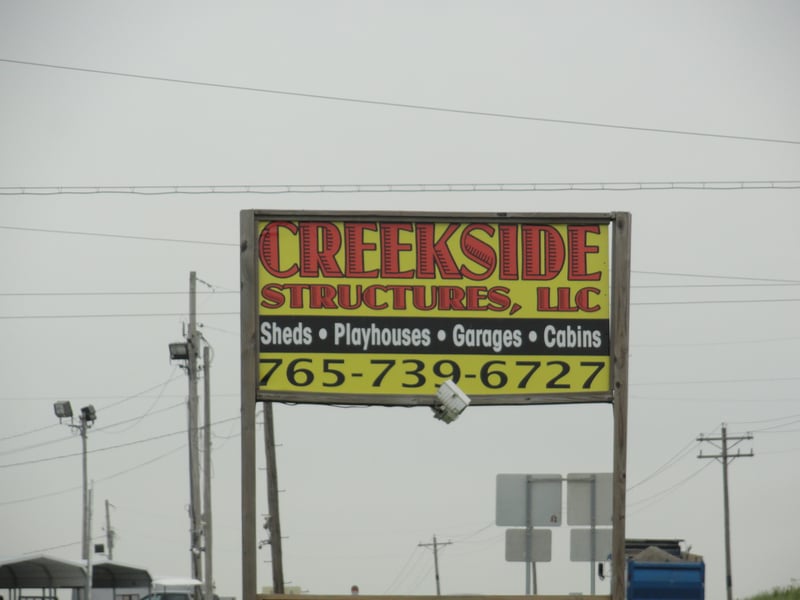 CREEKSIDE
STRUCTURES, LLC
Sheds • Playhouses • Garages • Cabins
765-739-6727